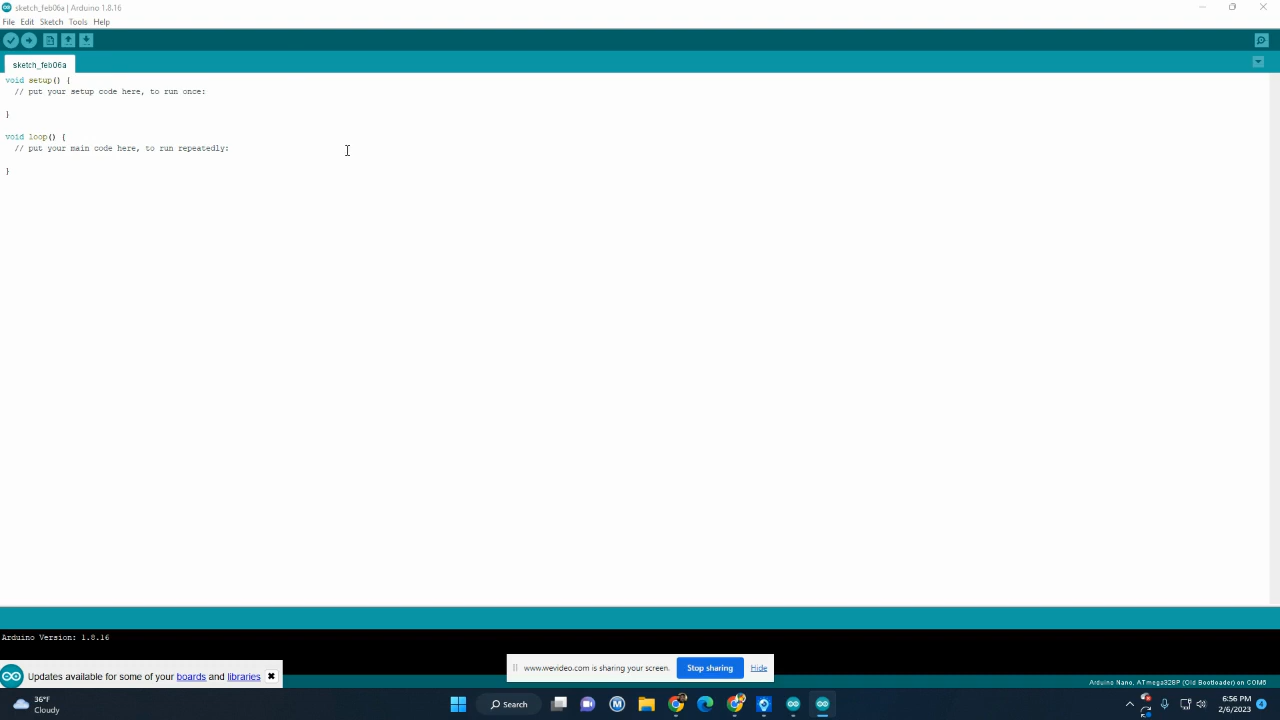 sketch_feb06a | Arduino 1.8.16
File Edit Sketch Tools Help
sketch_feb06a
void setup() {
// put your setup code here, to run once:
}
void loop() {
// put your main code here, to run repeatedly:
}
Arduino Version: 1.8.16
www.wevideo.com is sharing your screen. Stop sharing Hide
Updates available for some of your boards and libraries
Arduino Nano, ATmega328P (Old Bootloader) on COM5
36°F
Cloudy
Search
6:56 PM
2/6/2023